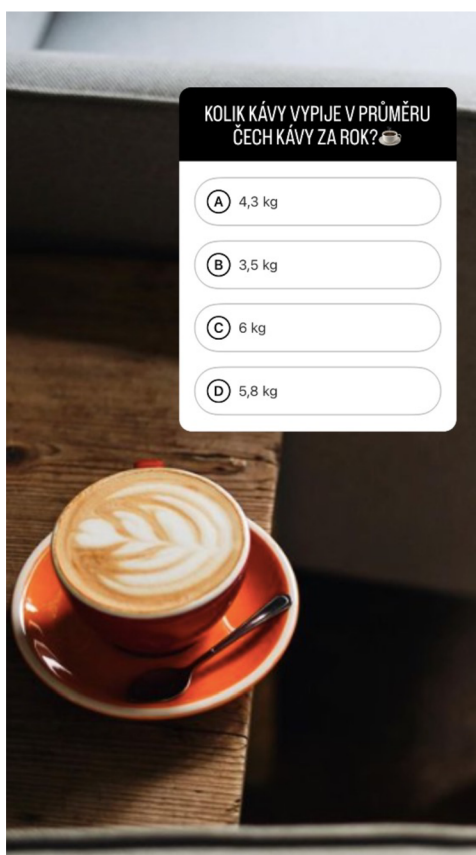 KOLIK KÁVY VYPIJE V PRŮMĚRU
ČECH KÁVY ZA ROK?☕
A 4,3 kg
B 3,5 kg
C 6 kg
D 5,8 kg